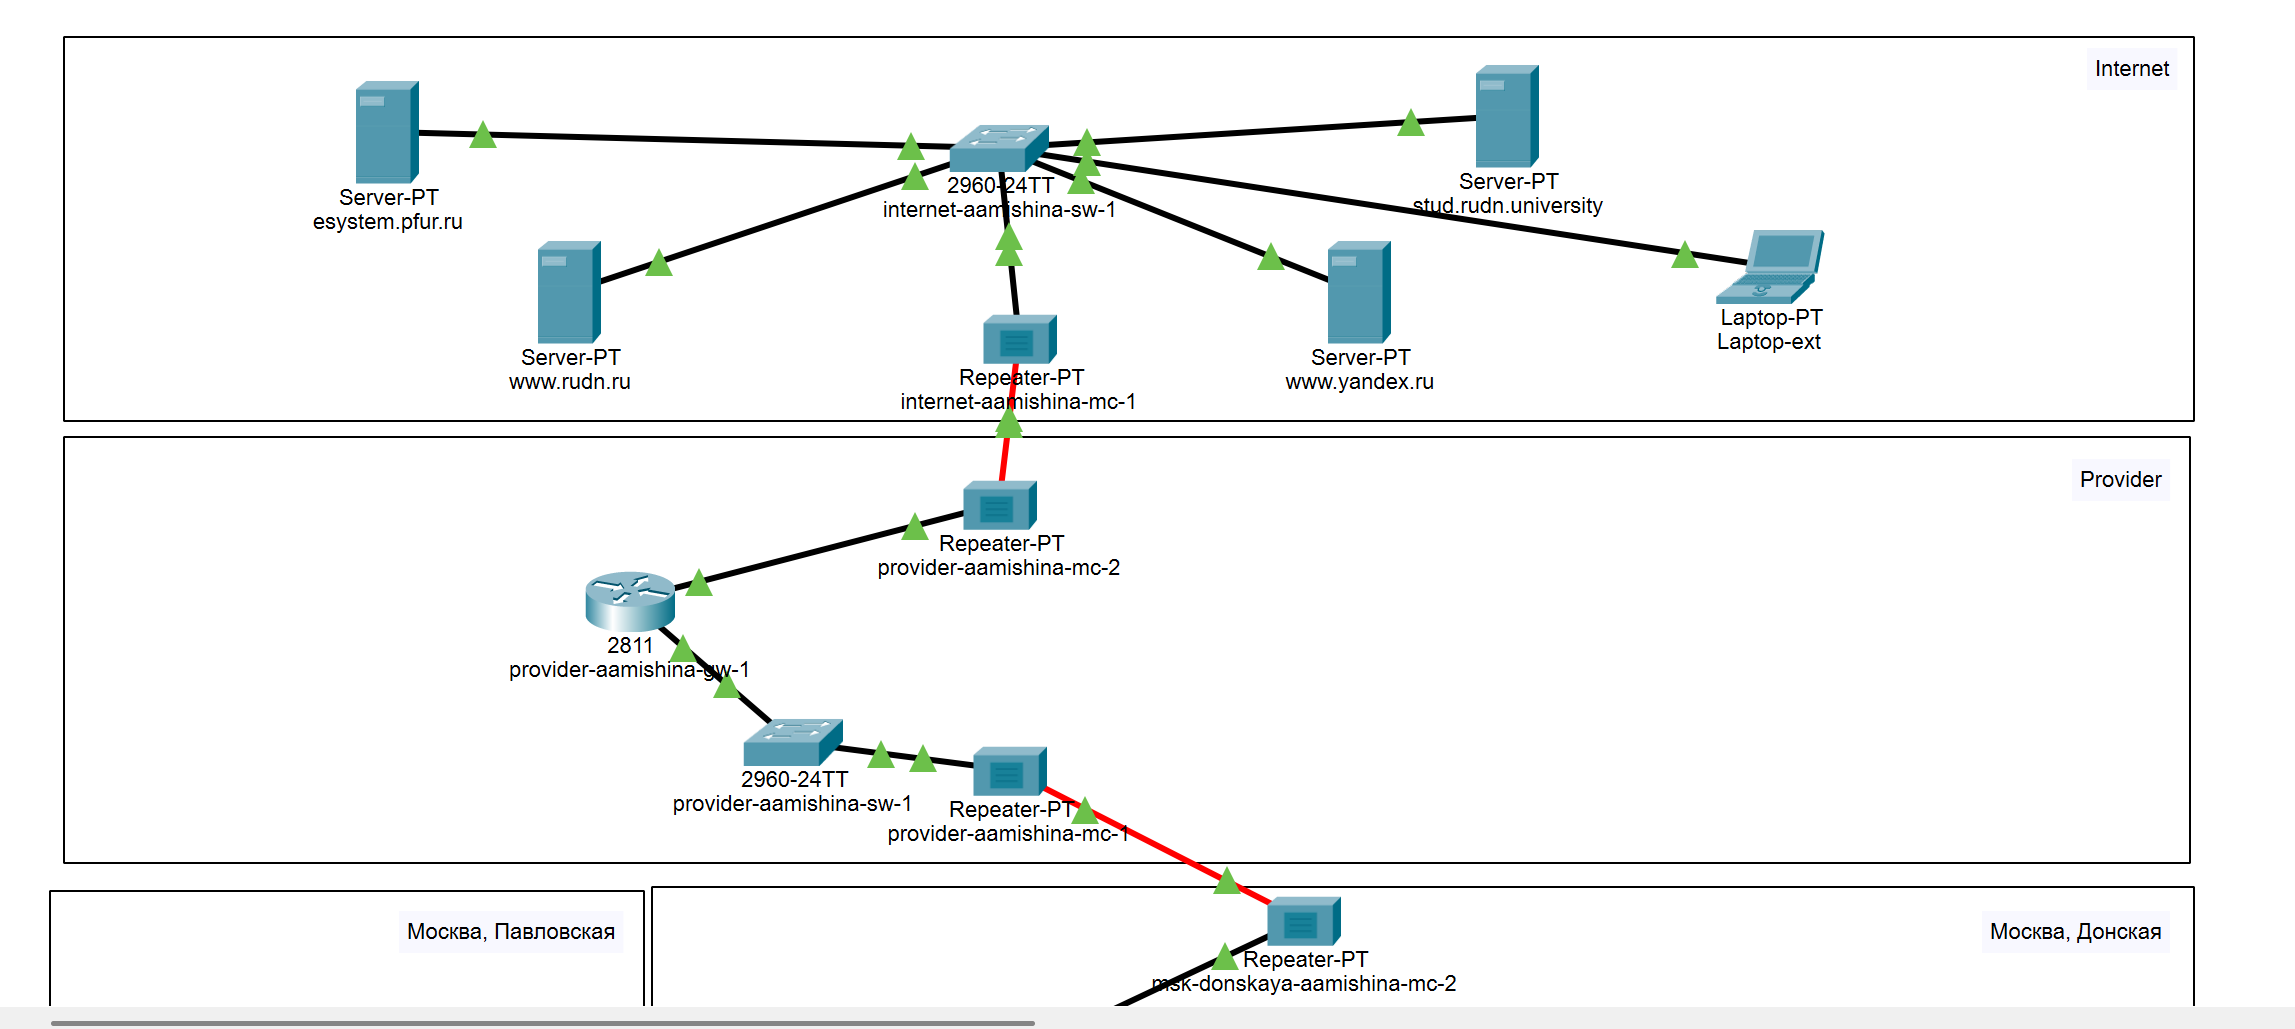 Internet
Server-PT
esystem.pfur.ru
2960-24TT
internet-aamishina-sw-1
Server-PT
stud.rudn.university
Server-PT
www.rudn.ru
Repeater-PT
internet-aamishina-mc-1
Server-PT
www.yandex.ru
Laptop-PT
Laptop-ext
Provider
Repeater-PT
provider-aamishina-mc-2
2811
provider-aamishina-gw-1
2960-24TT
provider-aamishina-sw-1
Repeater-PT
provider-aamishina-mc-1
Москва, Павловская
Москва, Донская
Repeater-PT
msk-donskaya-aamishina-mc-2